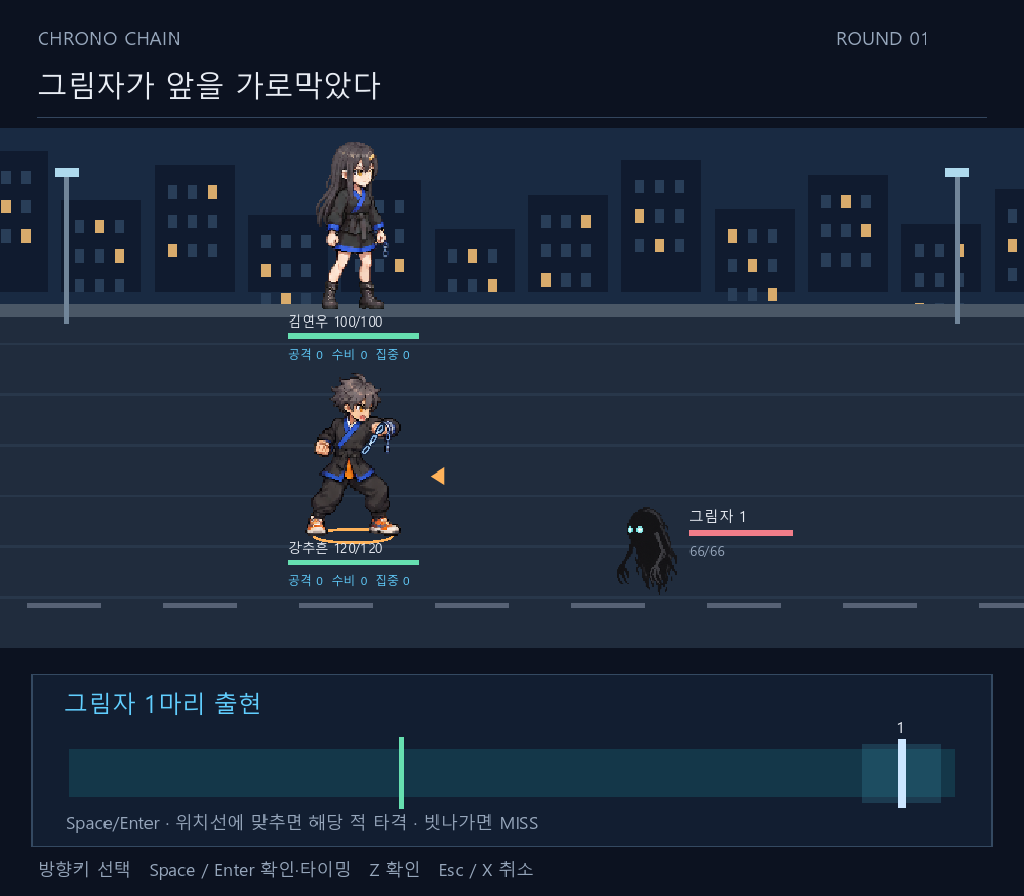 CHRONO CHAIN
ROUND 01
그림자가 앞을 가로막았다
김연우 100/100
공격 0 수비 0 집중 0
강추흔 120/120
공격 0 수비 0 집중 0
그림자 1
66/66
그림자 1마리 출현
1
Space/Enter · 위치선에 맞추면 해당 적 타격 · 빗나가면 MISS
방향키 선택 Space / Enter 확인·타이밍 Z 확인 Esc / X 취소